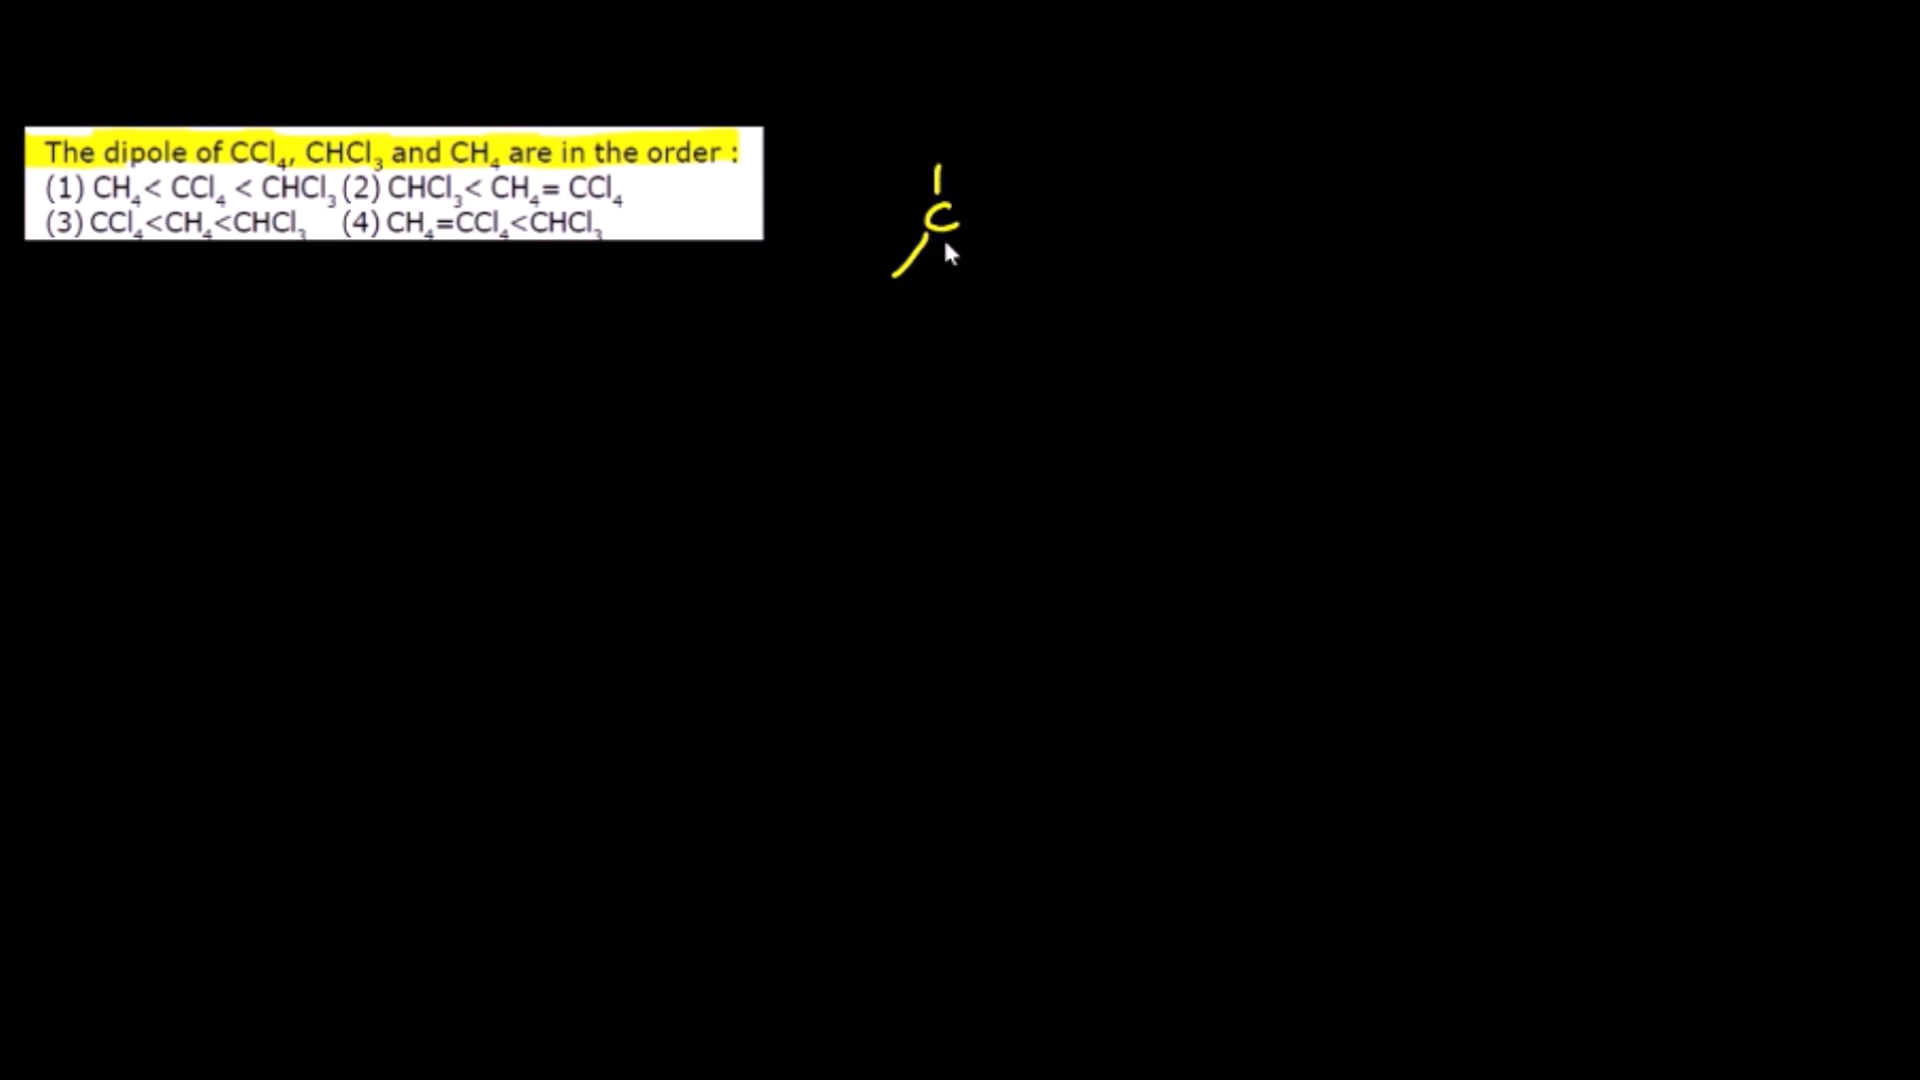 The dipole of CCl₄, CHCl₃ and CH₄ are in the order :
(1) CH₄< CCl₄ < CHCl₃ (2) CHCl₃< CH₄= CCl₄
(3) CCl₄<CH₄<CHCl₃ (4) CH₄=CCl₄<CHCl₃
C